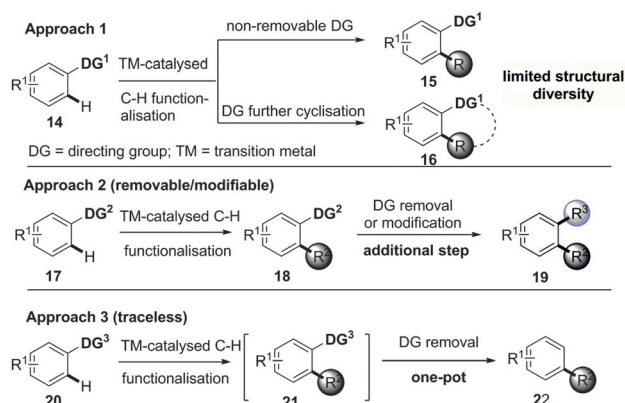 Approach 1
R¹ DG¹ H
14
TM-catalysed
C-H function-
alisation
non-removable DG
R¹ DG¹ R
15
DG further cyclisation
R¹ DG¹ R
16
limited structural
diversity
DG = directing group; TM = transition metal
Approach 2 (removable/modifiable)
R¹ DG² H
17
TM-catalysed C-H
functionalisation
R¹ DG² R²
18
DG removal
or modification
additional step
R¹ R³ R²
19
Approach 3 (traceless)
R¹ DG³ H
20
TM-catalysed C-H
functionalisation
R¹ DG³ R²
21
DG removal
one-pot
R¹ R²
22